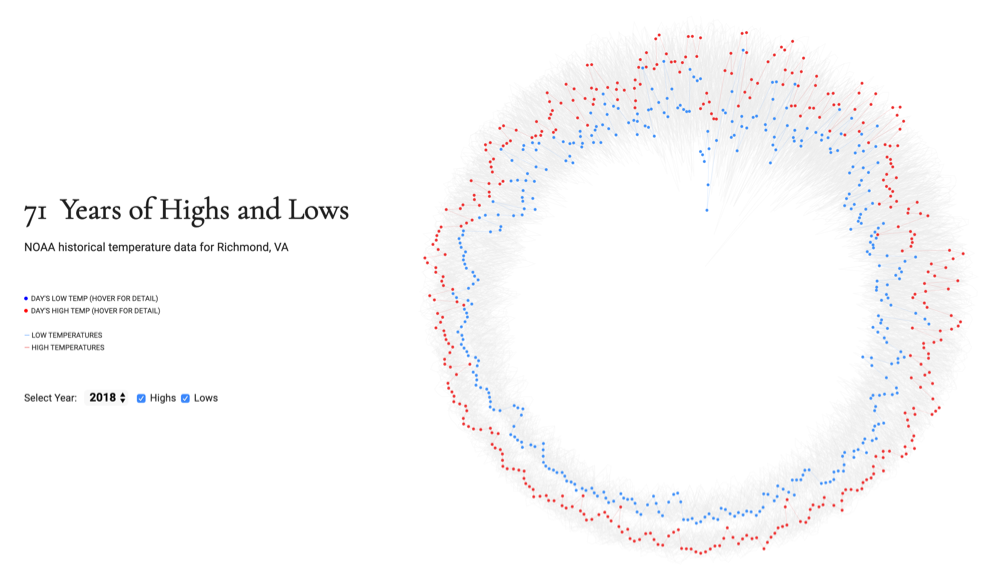 71 Years of Highs and Lows
NOAA historical temperature data for Richmond, VA
DAY'S LOW TEMP (HOVER FOR DETAIL)
DAY'S HIGH TEMP (HOVER FOR DETAIL)
LOW TEMPERATURES
HIGH TEMPERATURES
Select Year: 2018 Highs Lows